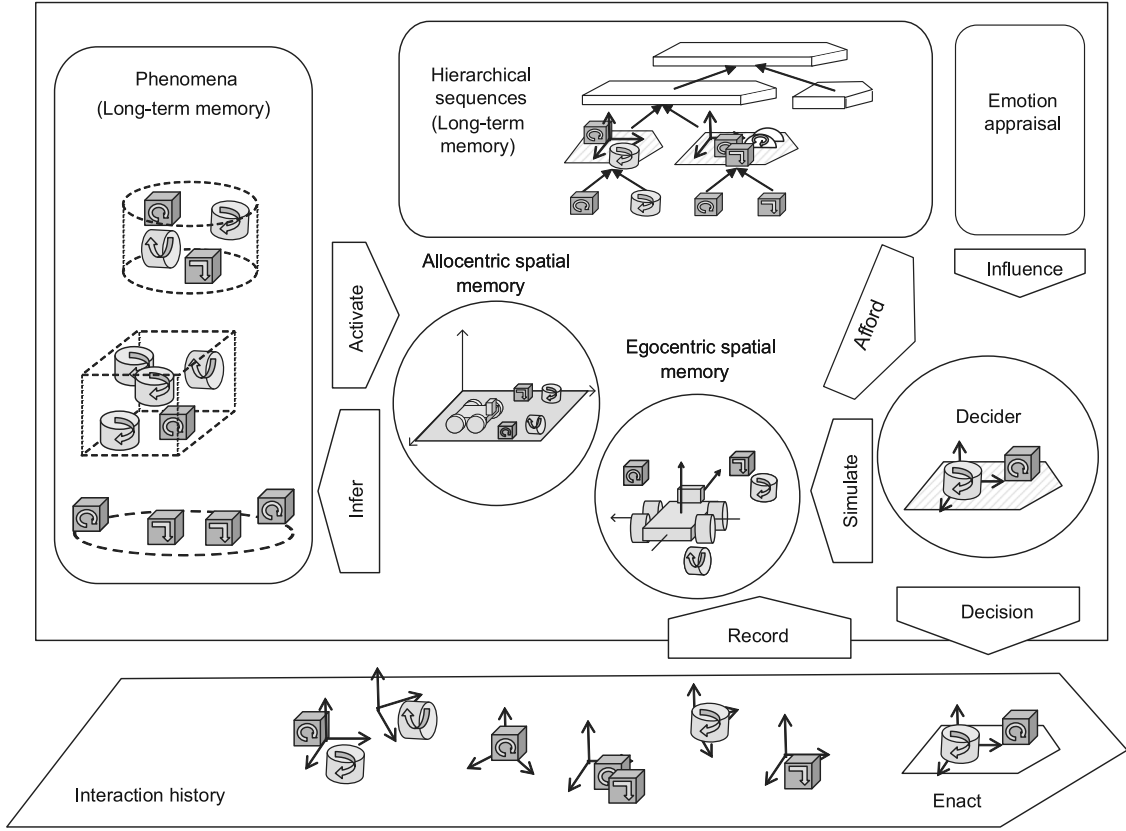 Phenomena
(Long-term memory)
Hierarchical
sequences
(Long-term
memory)
Emotion
appraisal
Influence
Activate
Allocentric spatial
memory
Afford
Egocentric spatial
memory
Decider
Infer
Simulate
Decision
Record
Interaction history
Enact